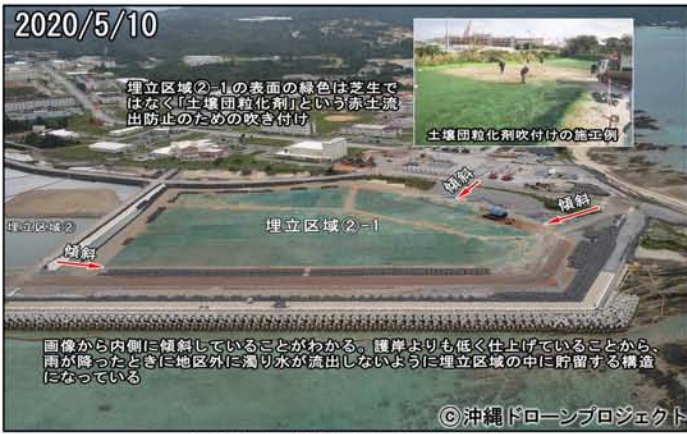 2020/5/10
埋立区域②-1の表面の緑色は芝生で
はなく「土壌団粒化剤」という赤土流
出防止のための吹き付け
土壌団粒化剤吹付けの施工例
傾斜
傾斜
埋立区域②
埋立区域②-1
傾斜
画像から内側に傾斜していることがわかる。護岸よりも低く仕上げていることから、
雨が降ったときに地区外に濁り水が流出しないように埋立区域の中に貯留する構造
になっている
©沖縄ドローンプロジェクト